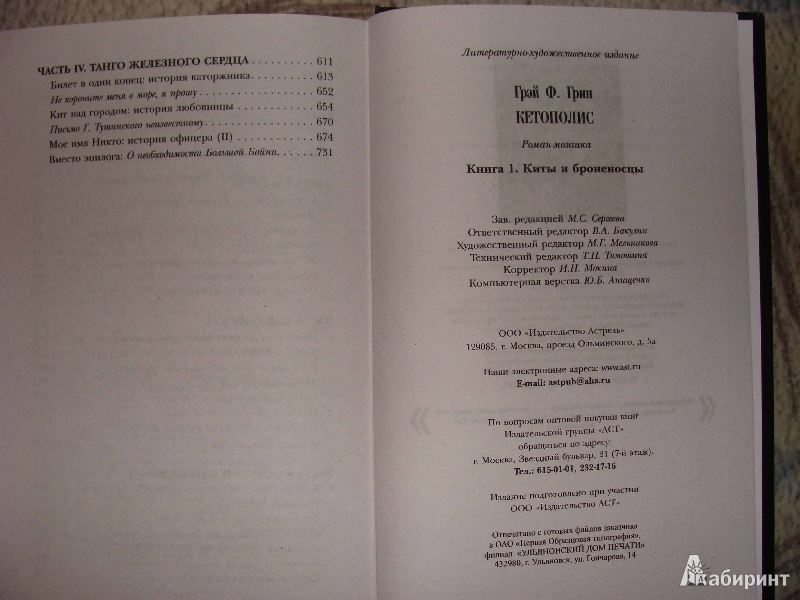 ЧАСТЬ IV. ТАНГО ЖЕЛЕЗНОГО СЕРДЦА . . . . . . . . . . 611
Билет в один конец: история каторжника . . . . . . . . . . 613
Не хороните меня в море, я прошу . . . . . . . . . . 652
Кит над городом: история любовницы . . . . . . . . . . 654
Письмо Г. Тушинского неизвестному . . . . . . . . . . 670
Мое имя Никто: история офицера (II) . . . . . . . . . . 674
Вместо эпилога: О необходимости Большой Бойни . . . . . 731
Литературно-художественное издание
Грэй Ф. Грин
КЕТОПОЛИС
Роман-мозаика
Книга 1. Киты и броненосцы
Зав. редакцией М.С. Сергеева
Ответственный редактор В.А. Бакулин
Художественный редактор М.Г. Мельникова
Технический редактор Т.П. Тимошина
Корректор И.Н. Мокина
Компьютерная верстка Ю.Б. Анищенко
ООО «Издательство Астрель»
129085, г. Москва, проезд Ольминского, д. 3а
Наши электронные адреса: www.ast.ru
E-mail: astpub@aha.ru
По вопросам оптовой покупки книг
Издательской группы «АСТ»
обращаться по адресу:
г. Москва, Звездный бульвар, 21 (7-й этаж).
Тел.: 615-01-01, 232-17-16
Издание подготовлено при участии
ООО «Издательство АСТ»
Отпечатано с готовых файлов заказчика
в ОАО «Первая Образцовая типография»,
филиал «УЛЬЯНОВСКИЙ ДОМ ПЕЧАТИ»
432980, г. Ульяновск, ул. Гончарова, 14
Лабиринт